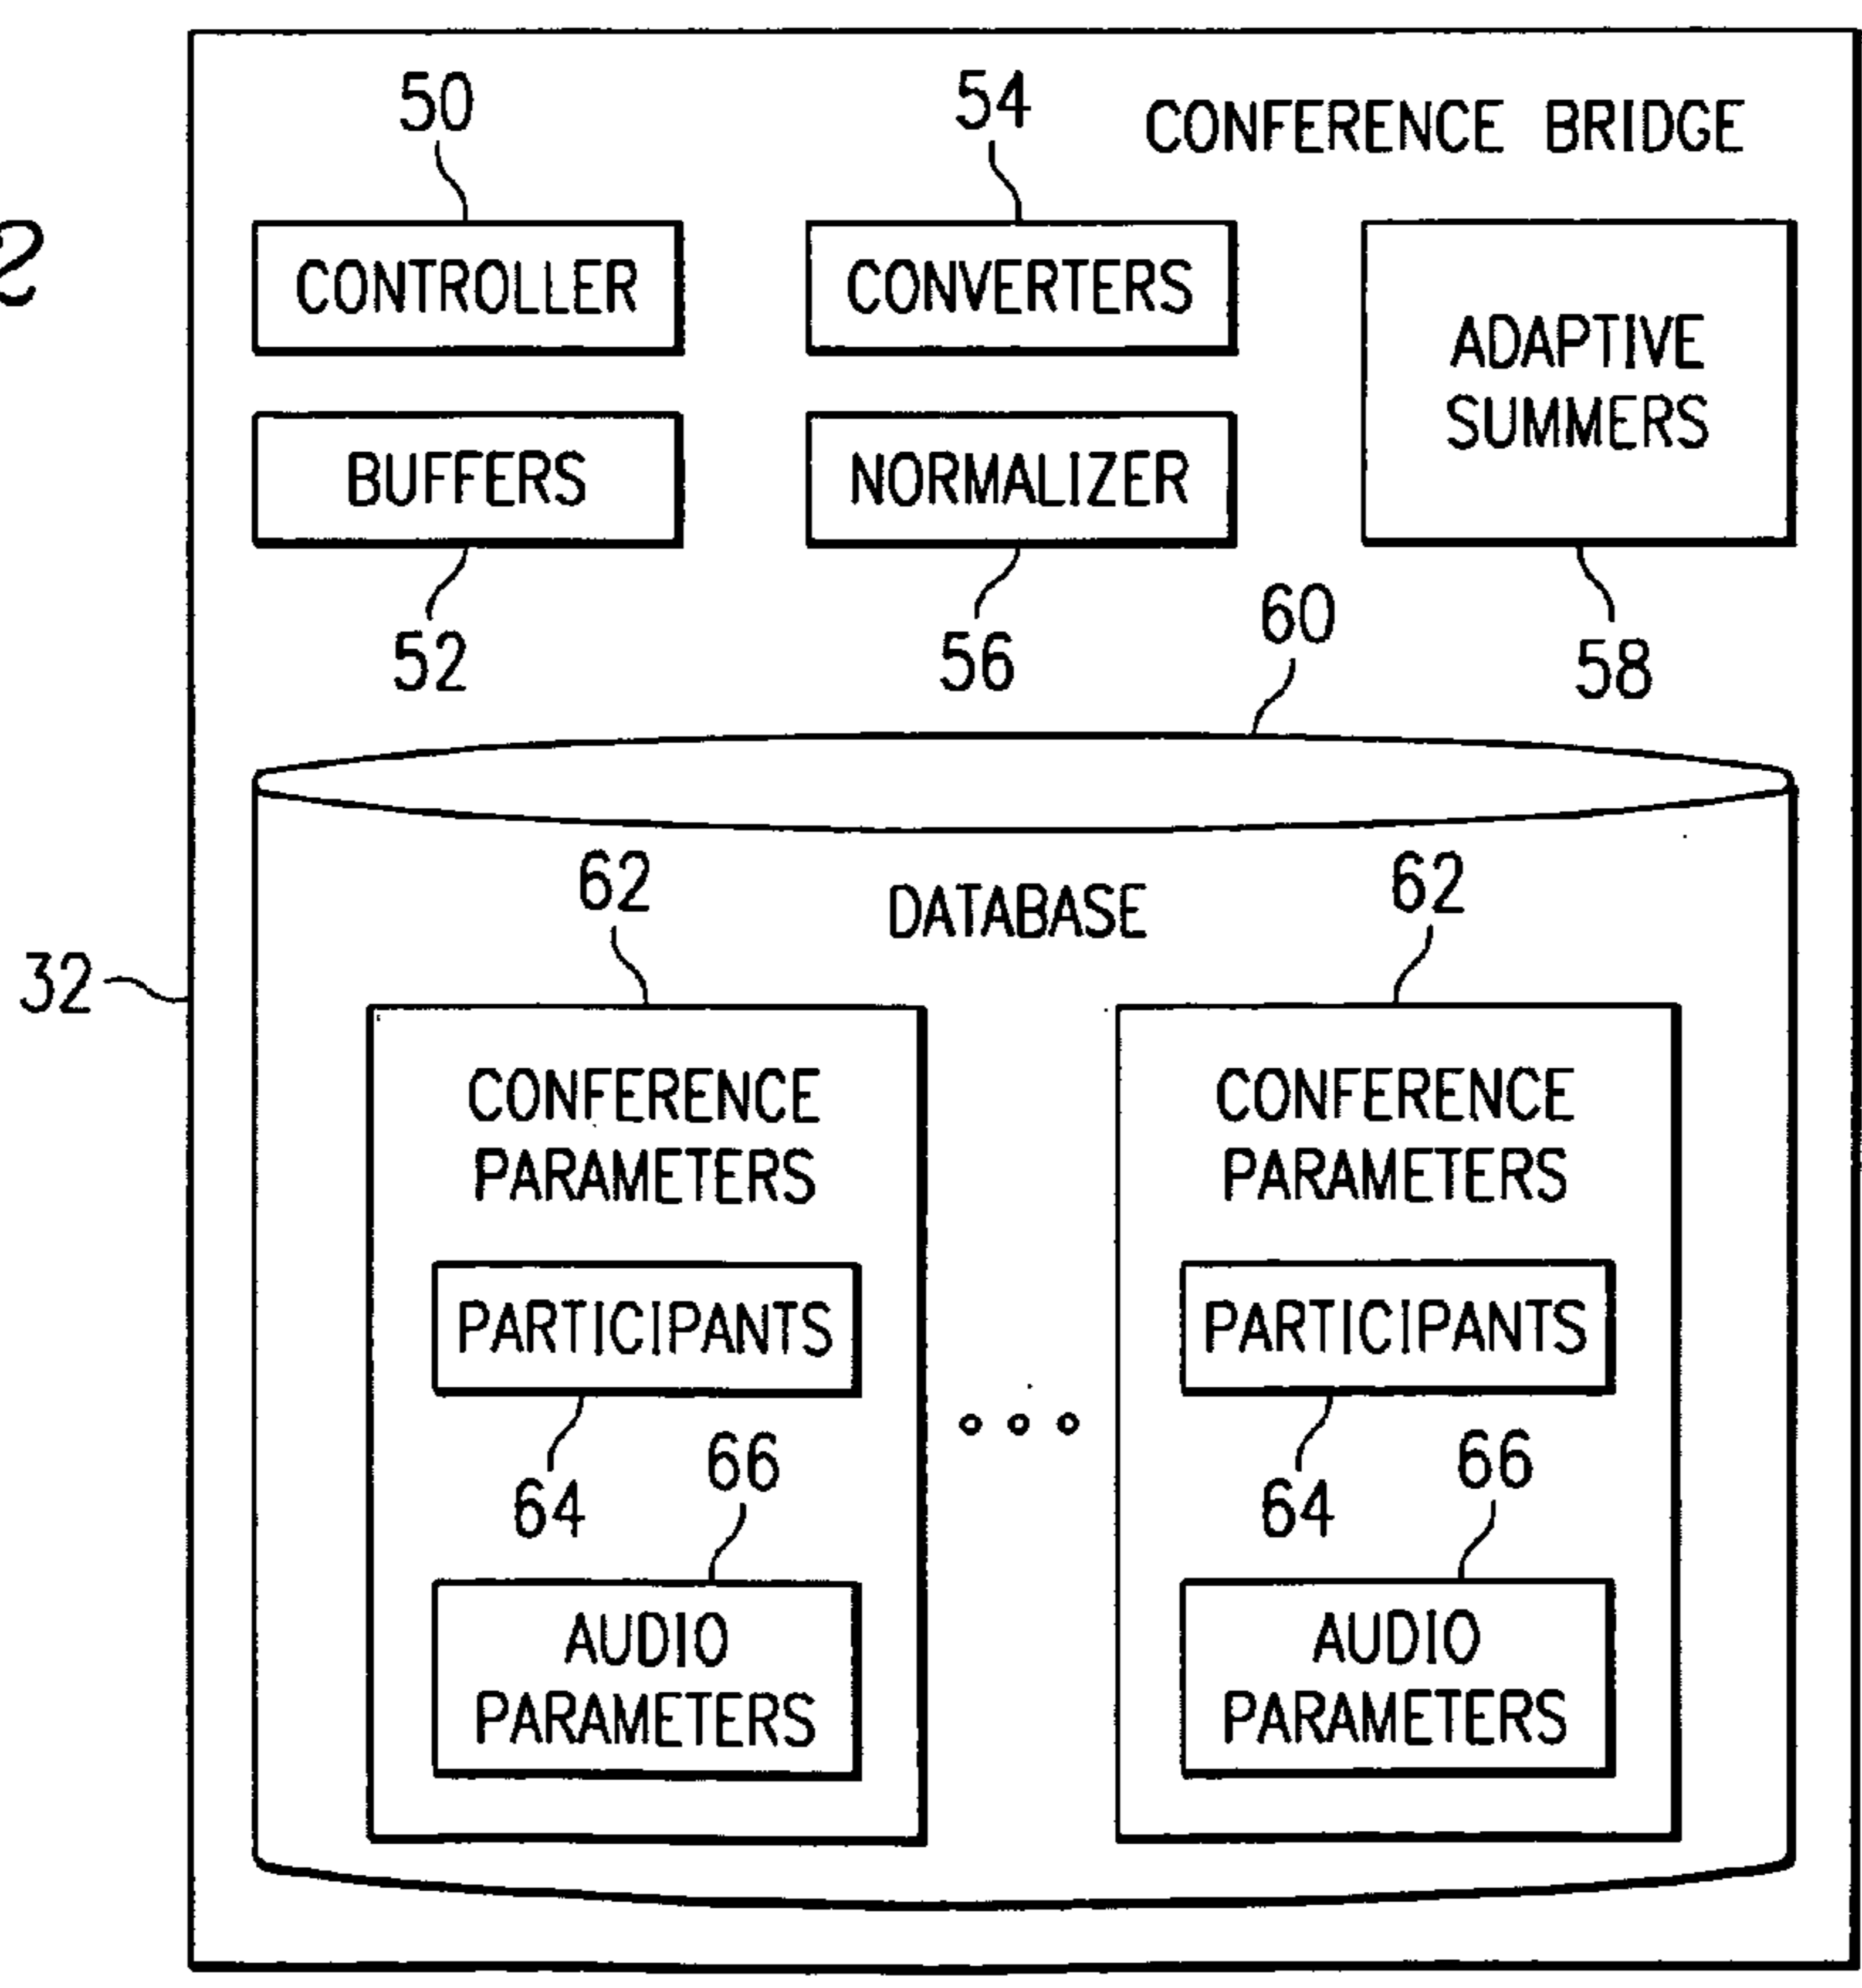 50
54
CONFERENCE BRIDGE
2
CONTROLLER
CONVERTERS
ADAPTIVE
SUMMERS
BUFFERS
NORMALIZER
52
56
60
58
62
DATABASE
62
32
CONFERENCE
PARAMETERS
CONFERENCE
PARAMETERS
PARTICIPANTS
PARTICIPANTS
64
66
64
66
AUDIO
PARAMETERS
AUDIO
PARAMETERS